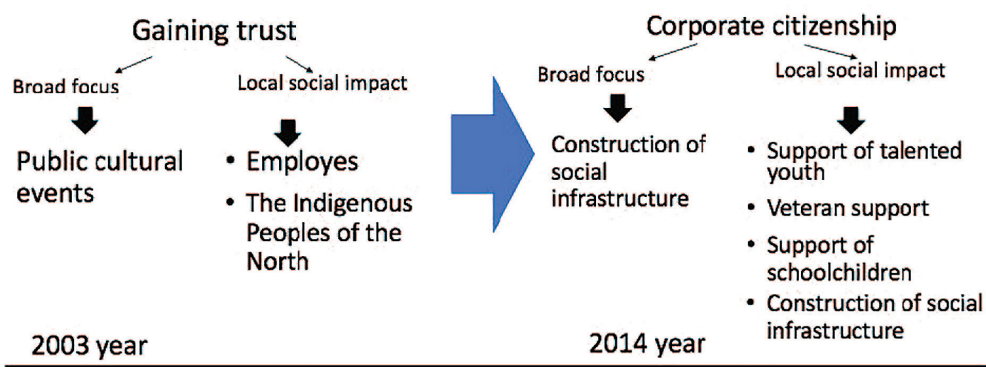 Gaining trust
Broad focus
Local social impact
Public cultural
events
• Employes
• The Indigenous
Peoples of the
North
2003 year
Corporate citizenship
Broad focus
Local social impact
Construction of
social
infrastructure
• Support of talented
youth
• Veteran support
• Support of
schoolchildren
• Construction of social
infrastructure
2014 year